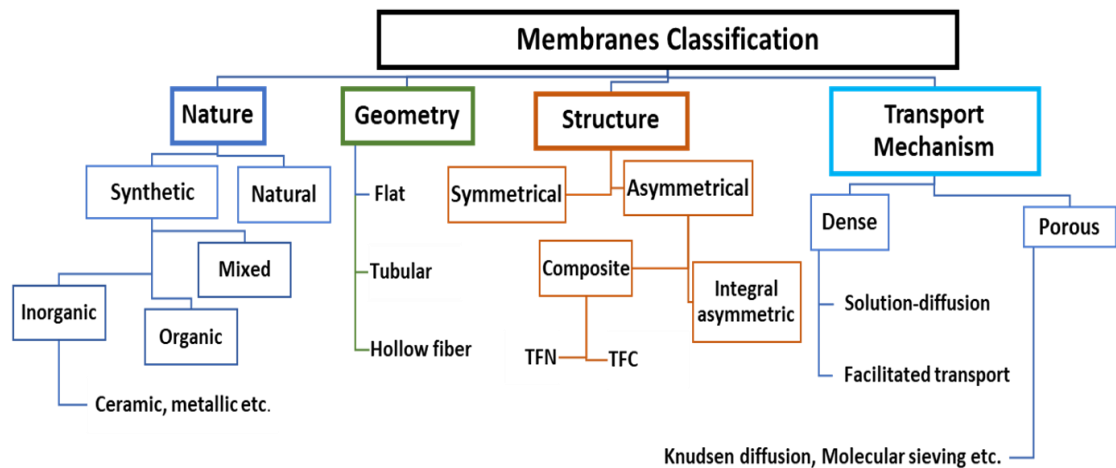 Membranes Classification
Nature
Geometry
Structure
Transport
Mechanism
Synthetic
Natural
Flat
Symmetrical
Asymmetrical
Dense
Porous
Mixed
Tubular
Composite
Inorganic
Organic
Integral
asymmetric
Solution-diffusion
Hollow fiber
TFN
TFC
Facilitated transport
Ceramic, metallic etc.
Knudsen diffusion, Molecular sieving etc.